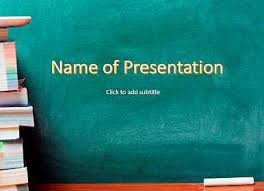 Name of Presentation
Click to add subtitle